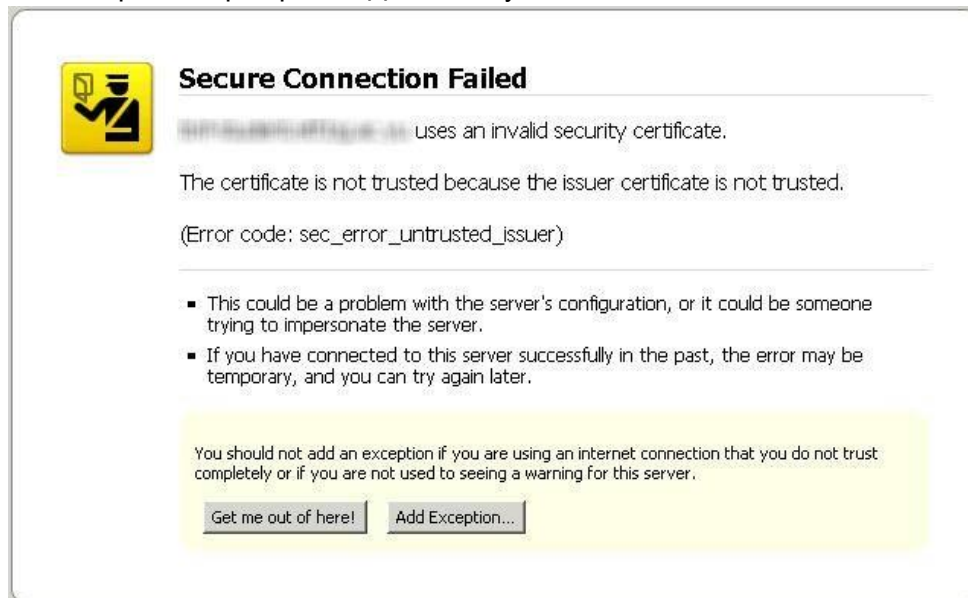 Secure Connection Failed
uses an invalid security certificate.
The certificate is not trusted because the issuer certificate is not trusted.
(Error code: sec_error_untrusted_issuer)
▪ This could be a problem with the server's configuration, or it could be someone
trying to impersonate the server.
▪ If you have connected to this server successfully in the past, the error may be
temporary, and you can try again later.
You should not add an exception if you are using an internet connection that you do not trust
completely or if you are not used to seeing a warning for this server.
Get me out of here!
Add Exception...